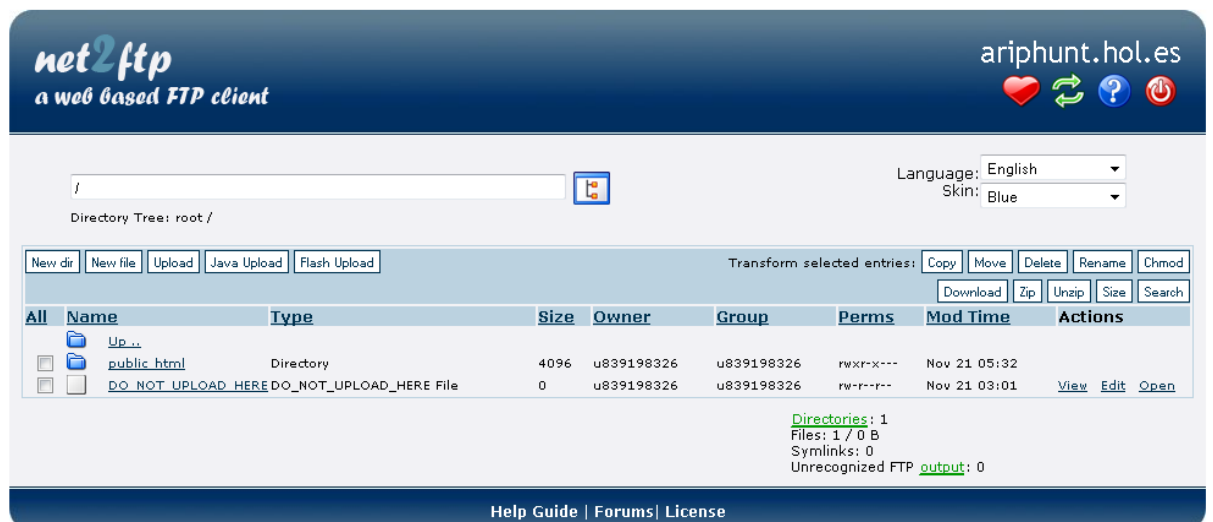 net2ftp
a web based FTP client
ariphunt.hol.es
/
Directory Tree: root /
Language: English
Skin: Blue
New dir New file Upload Java Upload Flash Upload
Transform selected entries: Copy Move Delete Rename Chmod
Download Zip Unzip Size Search
All Name Type Size Owner Group Perms Mod Time Actions
Up ..
public_html Directory 4096 u839198326 u839198326 rwxr-x--- Nov 21 05:32
DO_NOT_UPLOAD_HERE DO_NOT_UPLOAD_HERE File 0 u839198326 u839198326 rw-r--r-- Nov 21 03:01 View Edit Open
Directories: 1
Files: 1 / 0 B
Symlinks: 0
Unrecognized FTP output: 0
Help Guide | Forums| License